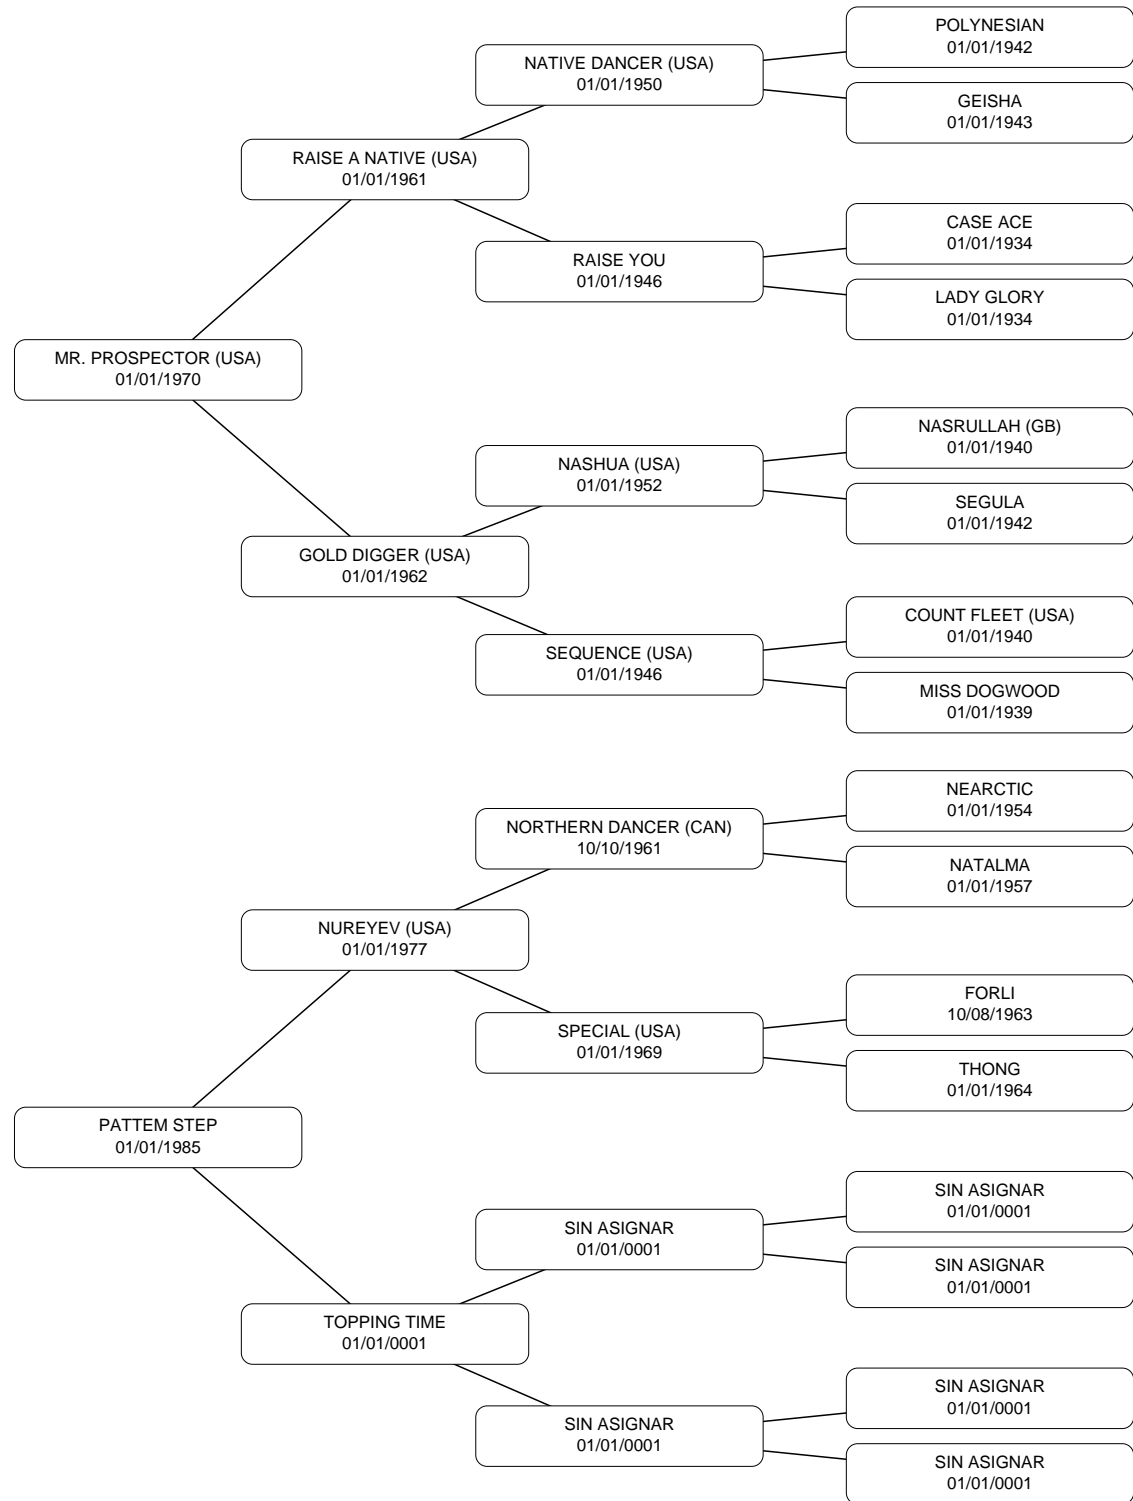 POLYNESIAN
01/01/1942
NATIVE DANCER (USA)
01/01/1950
GEISHA
01/01/1943
RAISE A NATIVE (USA)
01/01/1961
CASE ACE
01/01/1934
RAISE YOU
01/01/1946
LADY GLORY
01/01/1934
MR. PROSPECTOR (USA)
01/01/1970
NASRULLAH (GB)
01/01/1940
NASHUA (USA)
01/01/1952
SEGULA
01/01/1942
GOLD DIGGER (USA)
01/01/1962
COUNT FLEET (USA)
01/01/1940
SEQUENCE (USA)
01/01/1946
MISS DOGWOOD
01/01/1939
NEARCTIC
01/01/1954
NORTHERN DANCER (CAN)
10/10/1961
NATALMA
01/01/1957
NUREYEV (USA)
01/01/1977
FORLI
10/08/1963
SPECIAL (USA)
01/01/1969
THONG
01/01/1964
PATTEM STEP
01/01/1985
SIN ASIGNAR
01/01/0001
SIN ASIGNAR
01/01/0001
SIN ASIGNAR
01/01/0001
TOPPING TIME
01/01/0001
SIN ASIGNAR
01/01/0001
SIN ASIGNAR
01/01/0001
SIN ASIGNAR
01/01/0001